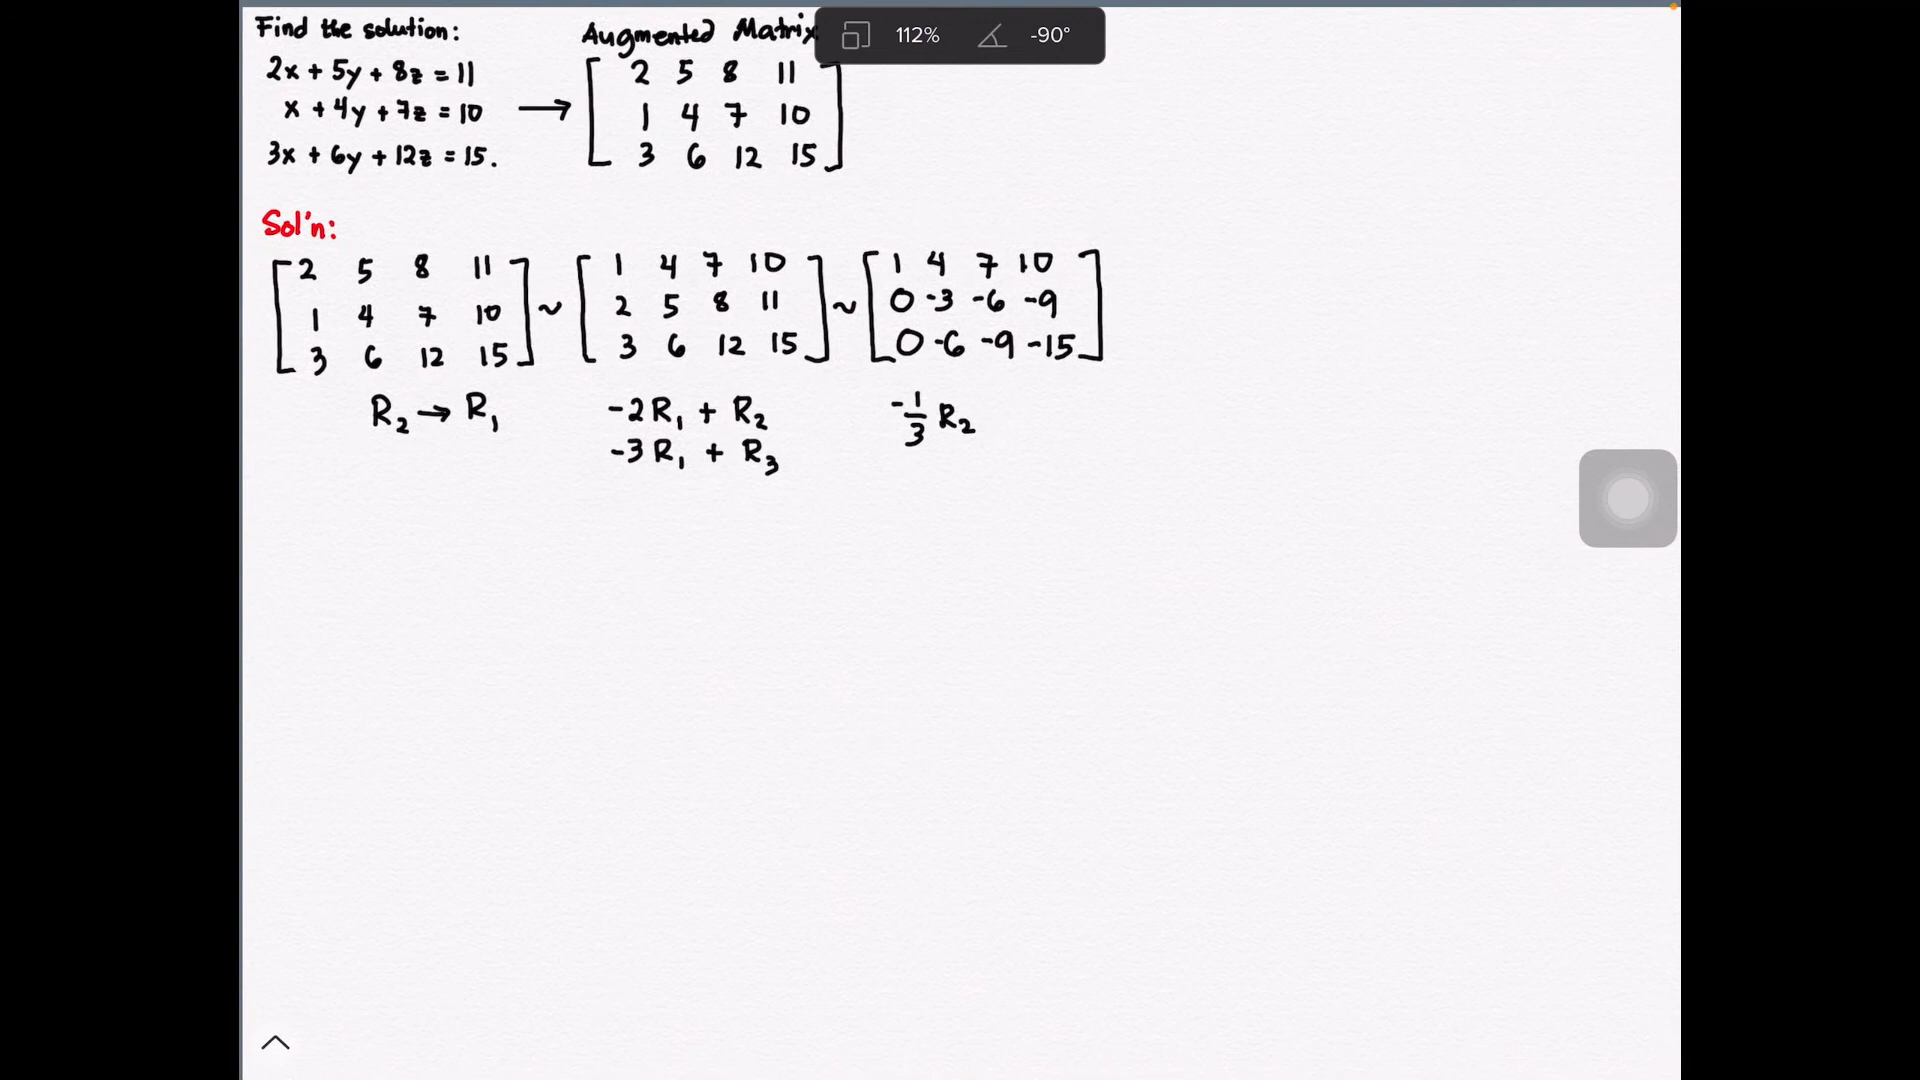 Find the solution:
2x + 5y + 8z = 11
x + 4y + 7z = 10
3x + 6y + 12z = 15.
→
Augmented Matrix
[ 2 5 8 11
1 4 7 10
3 6 12 15 ]
112% -90°
Sol'n:
[ 2 5 8 11
1 4 7 10
3 6 12 15 ]
~
[ 1 4 7 10
2 5 8 11
3 6 12 15 ]
~
[ 1 4 7 10
0 -3 -6 -9
0 -6 -9 -15 ]
R₂ → R₁
-2R₁ + R₂
-3R₁ + R₃
-1/3 R₂